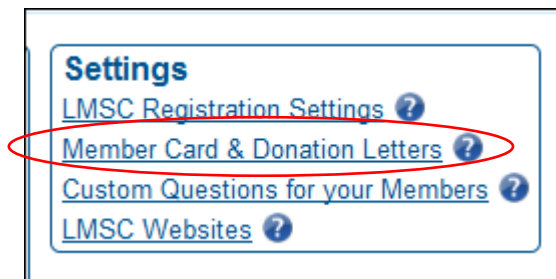 Settings
LMSC Registration Settings ?
Member Card & Donation Letters ?
Custom Questions for your Members ?
LMSC Websites ?